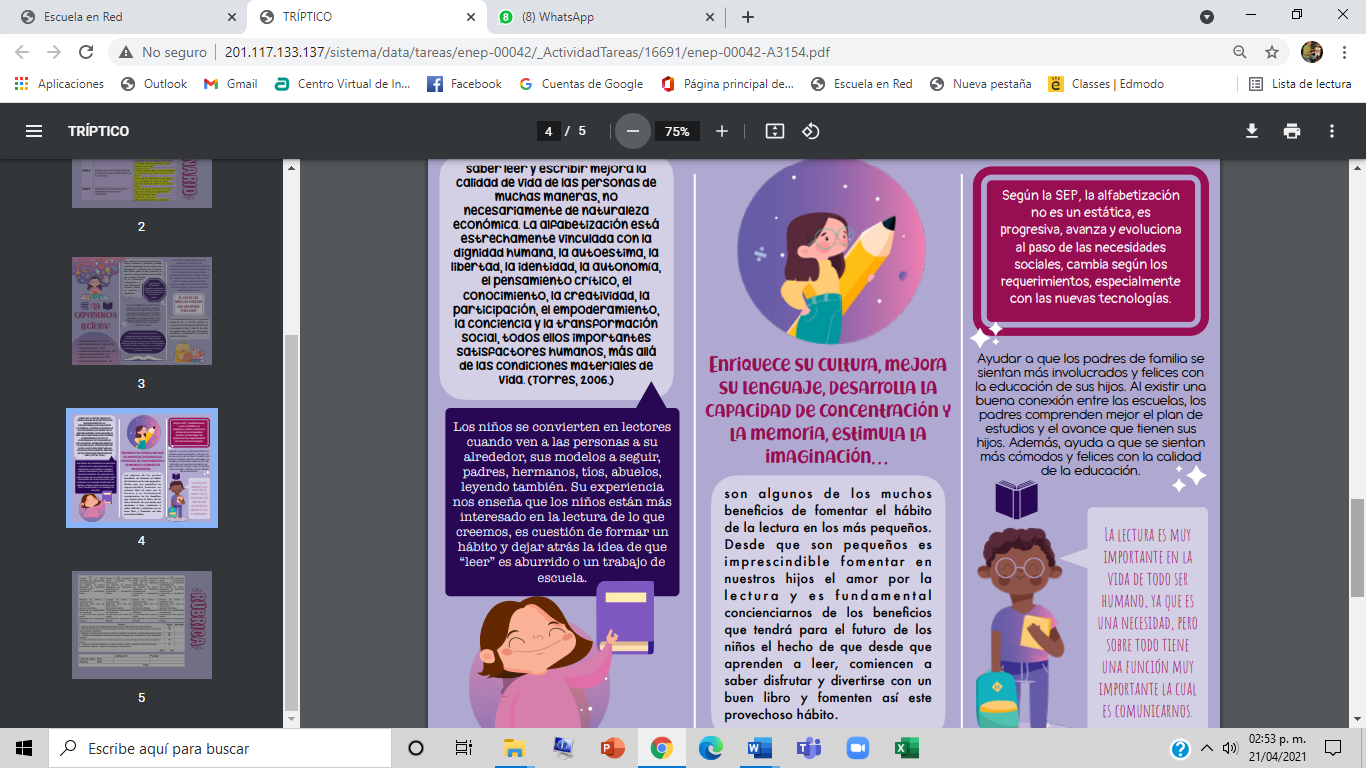 Escuela en Red
TRÍPTICO
(8) WhatsApp
No seguro
201.117.133.137/sistema/data/tareas/enep-00042/_ActividadTareas/16691/enep-00042-A3154.pdf
Aplicaciones
Outlook
Gmail
Centro Virtual de In...
Facebook
Cuentas de Google
Página principal de...
Escuela en Red
Nueva pestaña
Classes | Edmodo
Lista de lectura
TRÍPTICO
4 / 5
75%
2
LA
EXPERIENCIA
LECTORA
3
4
RÚBRICA
5
saber leer y escribir mejora la
calidad de vida de las personas de
muchas maneras, no
necesariamente de naturaleza
económica. La alfabetización está
estrechamente vinculada con la
dignidad humana, la autoestima, la
libertad, la identidad, la autonomía,
el pensamiento crítico, el
conocimiento, la creatividad, la
participación, el empoderamiento,
la conciencia y la transformación
social, todos ellos importantes
satisfactores humanos, más allá
de las condiciones materiales de
vida. (Torres, 2006.)
Los niños se convierten en lectores
cuando ven a las personas a su
alrededor, sus modelos a seguir,
padres, hermanos, tíos, abuelos,
leyendo también. Su experiencia
nos enseña que los niños están más
interesado en la lectura de lo que
creemos, es cuestión de formar un
hábito y dejar atrás la idea de que
“leer” es aburrido o un trabajo de
escuela.
Enriquece su cultura, mejora
su lenguaje, desarrolla la
capacidad de concentración y
la memoria, estimula la
imaginación...
son algunos de los muchos
beneficios de fomentar el hábito
de la lectura en los más pequeños.
Desde que son pequeños es
imprescindible fomentar en
nuestros hijos el amor por la
lectura y es fundamental
concienciarnos de los beneficios
que tendrá para el futuro de los
niños el hecho de que desde que
aprenden a leer, comiencen a
saber disfrutar y divertirse con un
buen libro y fomenten así este
provechoso hábito.
Según la SEP, la alfabetización
no es un estática, es
progresiva, avanza y evoluciona
al paso de las necesidades
sociales, cambia según los
requerimientos, especialmente
con las nuevas tecnologías.
Ayudar a que los padres de familia se
sientan más involucrados y felices con
la educación de sus hijos. Al existir una
buena conexión entre las escuelas, los
padres comprenden mejor el plan de
estudios y el avance que tienen sus
hijos. Además, ayuda a que se sientan
más cómodos y felices con la calidad
de la educación.
La lectura es muy
importante en la
vida de todo ser
humano, ya que es
una necesidad, pero
sobre todo tiene
una función muy
importante la cual
es comunicarnos.
Escribe aquí para buscar
02:53 p. m.
21/04/2021